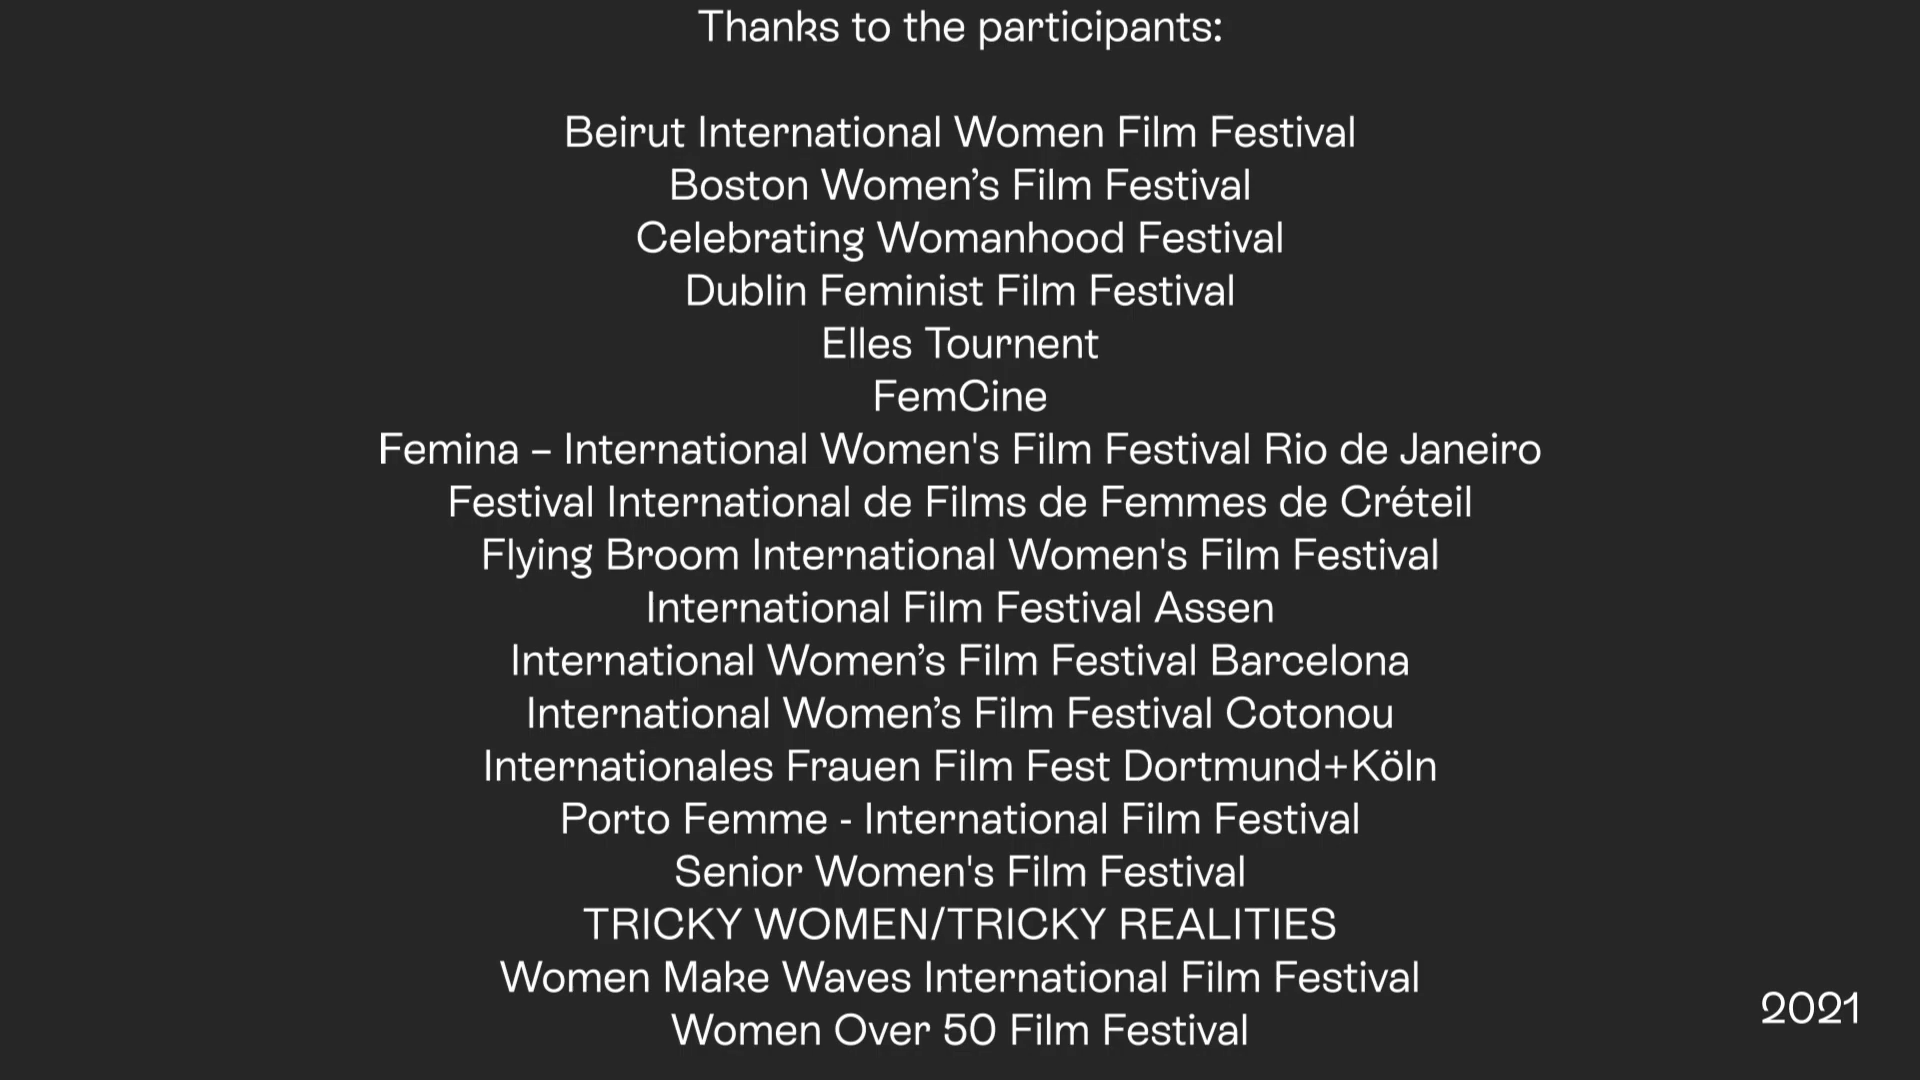 Thanks to the participants:
Beirut International Women Film Festival
Boston Women’s Film Festival
Celebrating Womanhood Festival
Dublin Feminist Film Festival
Elles Tournent
FemCine
Femina – International Women's Film Festival Rio de Janeiro
Festival International de Films de Femmes de Créteil
Flying Broom International Women's Film Festival
International Film Festival Assen
International Women’s Film Festival Barcelona
International Women’s Film Festival Cotonou
Internationales Frauen Film Fest Dortmund+Köln
Porto Femme - International Film Festival
Senior Women's Film Festival
TRICKY WOMEN/TRICKY REALITIES
Women Make Waves International Film Festival
Women Over 50 Film Festival
2021